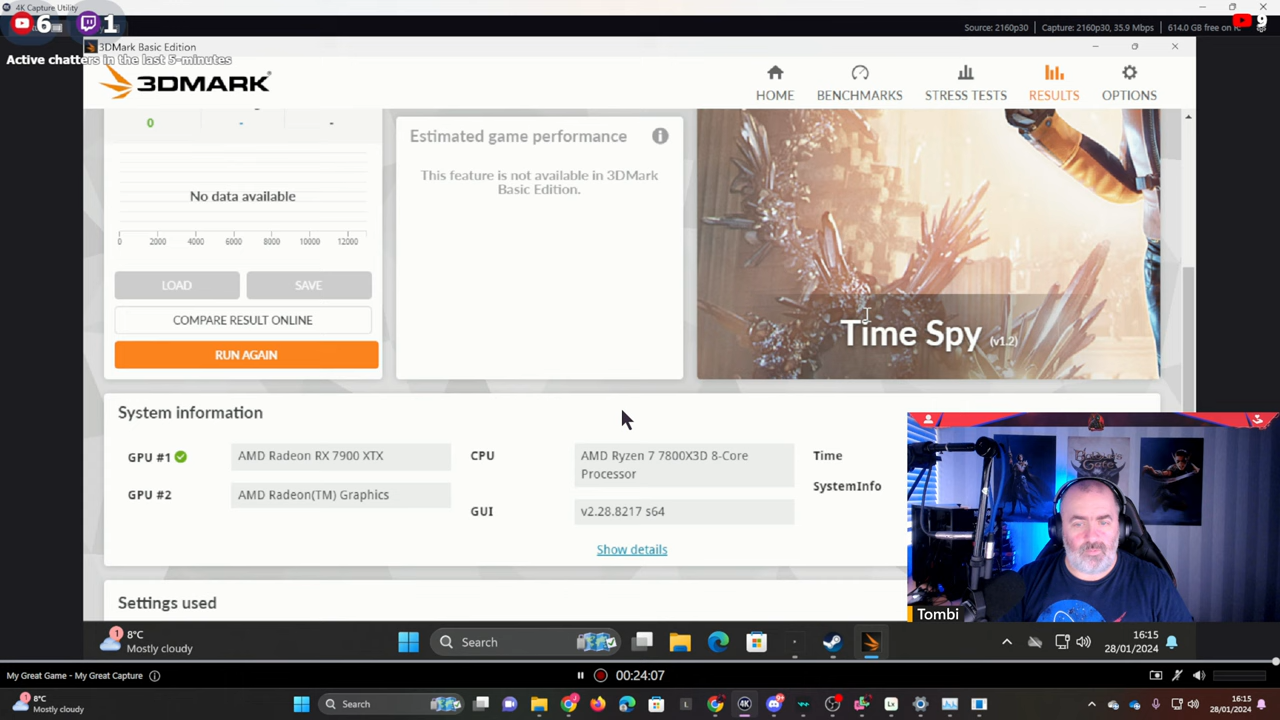 4K Capture Utility
Source: 2160p30 Capture: 2160p30, 35.9 Mbps 614.0 GB free on
6 1 9
Active chatters in the last 5-minutes
3DMark Basic Edition
3DMARK
HOME BENCHMARKS STRESS TESTS RESULTS OPTIONS
0 - -
No data available
0 2000 4000 6000 8000 10000 12000
LOAD SAVE
COMPARE RESULT ONLINE
RUN AGAIN
Estimated game performance
This feature is not available in 3DMark
Basic Edition.
Time Spy (v1.2)
System information
GPU #1 AMD Radeon RX 7900 XTX
GPU #2 AMD Radeon(TM) Graphics
CPU AMD Ryzen 7 7800X3D 8-Core
Processor
GUI v2.28.8217 s64
Time
SystemInfo
Show details
Settings used
Tombi
1 8°C
Mostly cloudy
Search
16:15
28/01/2024
My Great Game - My Great Capture
00:24:07
8°C
Mostly cloudy
Search
16:15
28/01/2024